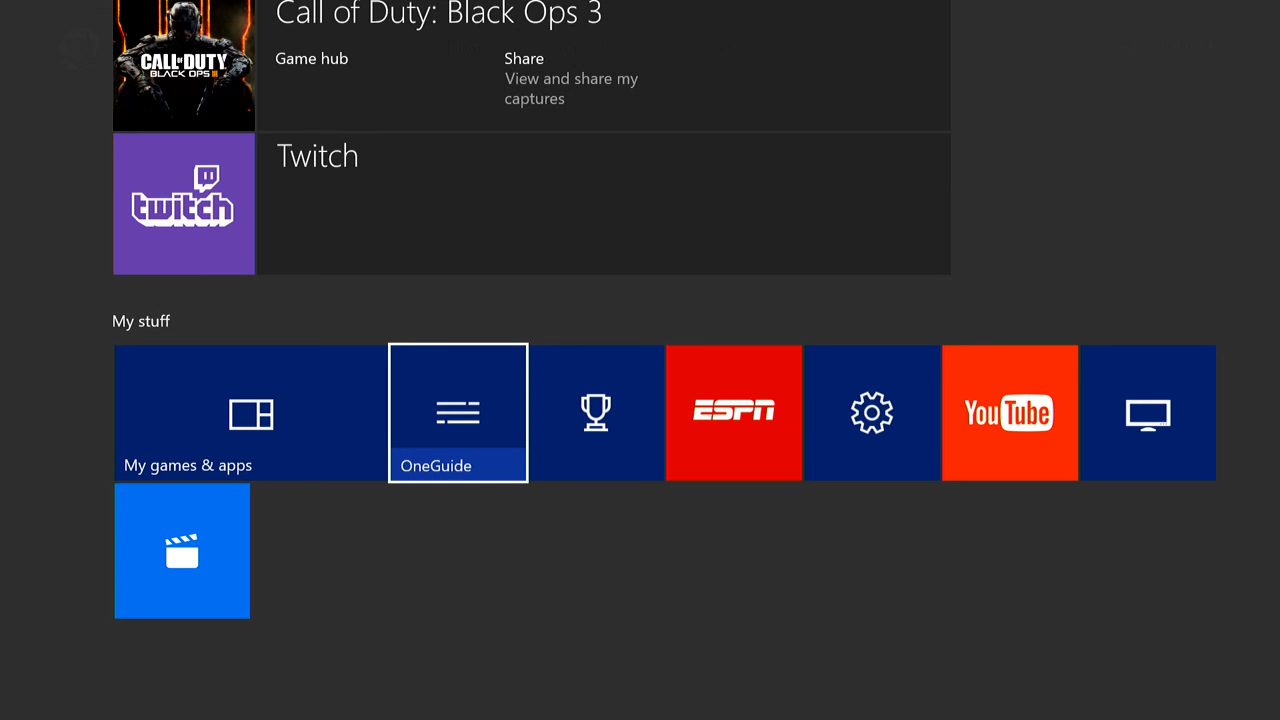 Call of Duty: Black Ops 3
CALL OF DUTY
BLACK OPS III
Game hub
Share
View and share my
captures
twitch
Twitch
My stuff
My games & apps
OneGuide
ESPN
YouTube